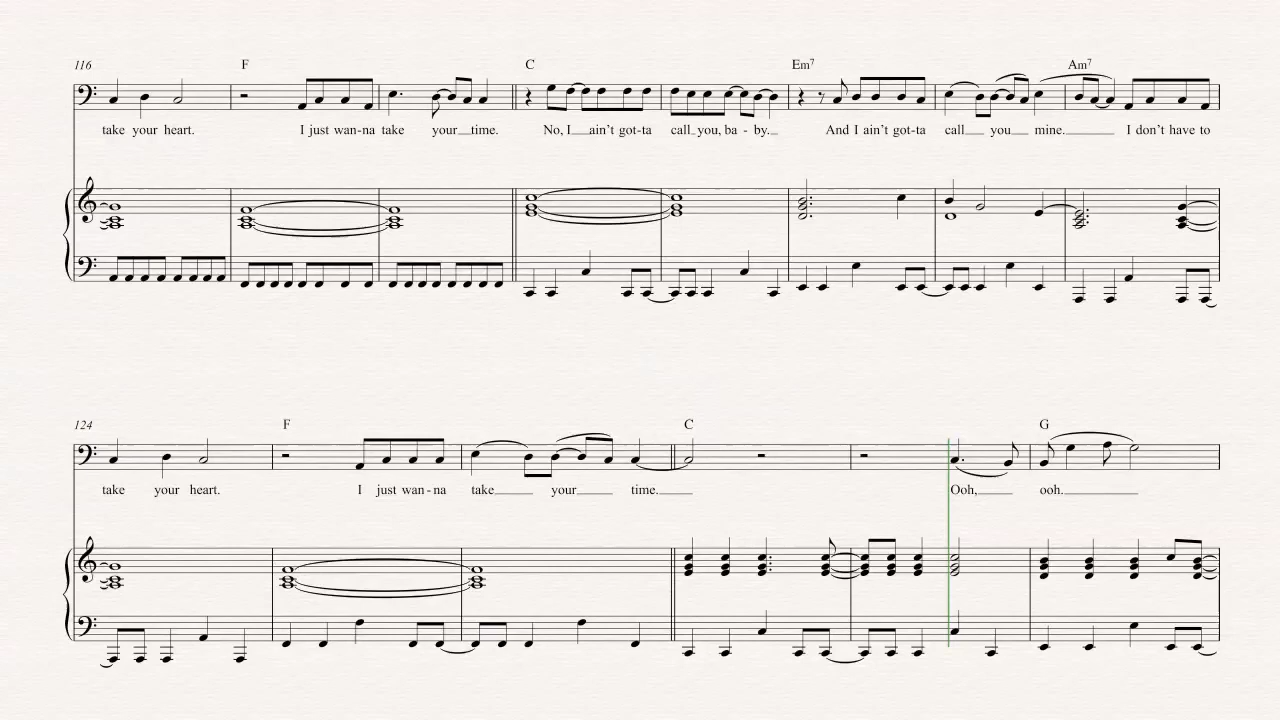 116 F C Em7 Am7
take your heart. I just wan-na take your time. No, I ain't got-ta call you, ba - by. And I ain't got-ta call you mine. I don't have to
124 F C G
take your heart. I just wan-na take your time. Ooh, ooh.